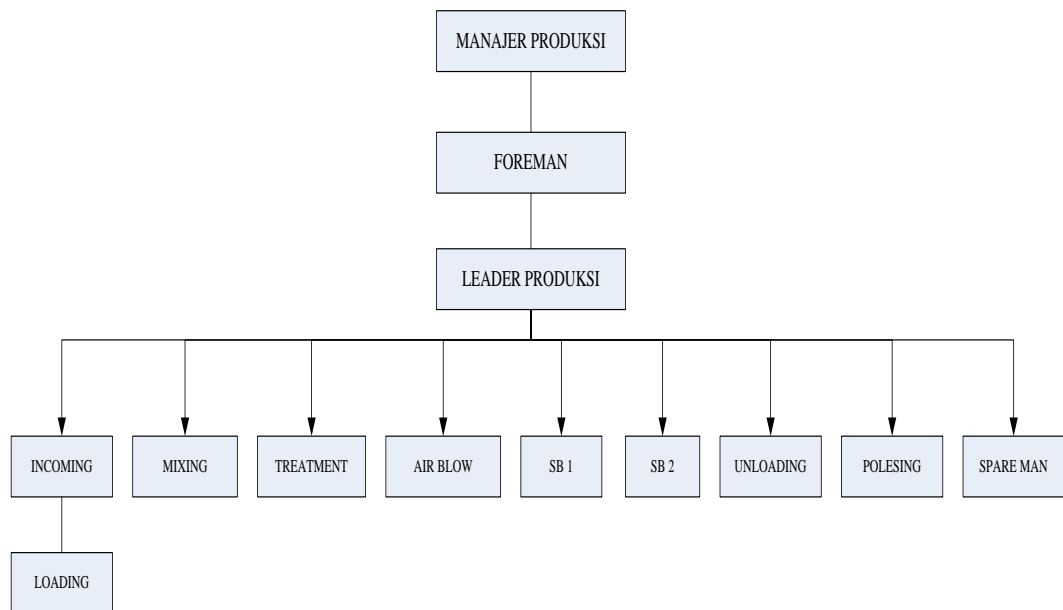 MANAJER PRODUKSI
FOREMAN
LEADER PRODUKSI
INCOMING
MIXING
TREATMENT
AIR BLOW
SB 1
SB 2
UNLOADING
POLESING
SPARE MAN
LOADING